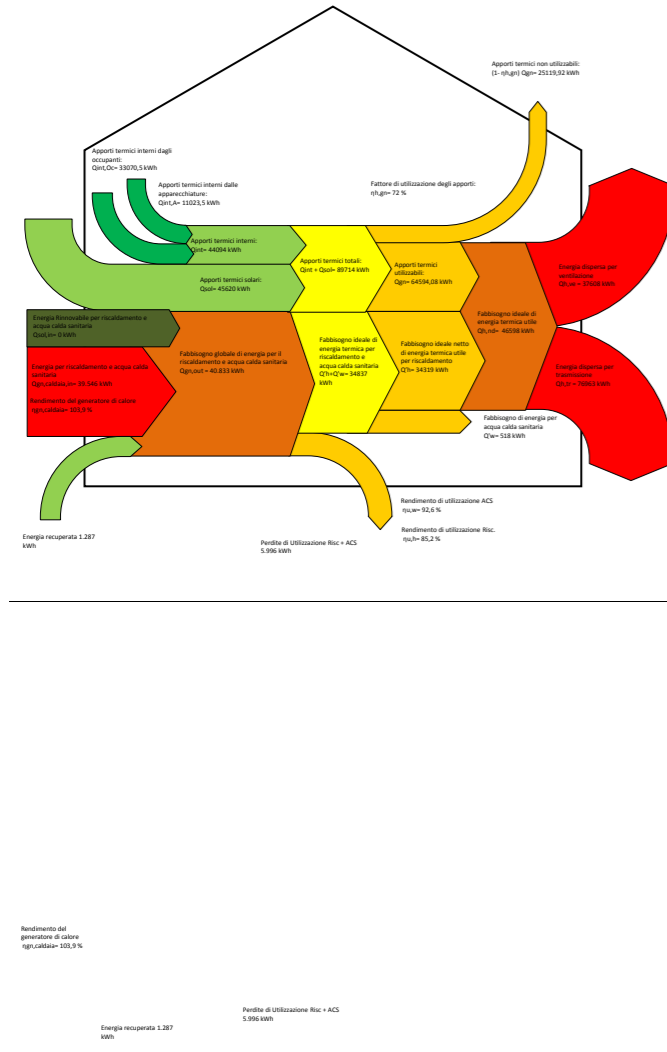 Apporti termici non utilizzabili:
(1- ηh,gn) Qgn= 25119,92 kWh
Apporti termici interni dagli
occupanti:
Qint,Oc= 33070,5 kWh
Apporti termici interni dalle
apparecchiature:
Qint,A= 11023,5 kWh
Fattore di utilizzazione degli apporti:
ηh,gn= 72 %
Apporti termici interni:
Qint= 44094 kWh
Apporti termici totali:
Qint + Qsol= 89714 kWh
Apporti termici
utilizzabili:
Qgn= 64594,08 kWh
Energia dispersa per
ventilazione
Apporti termici solari:
Qsol= 45620 kWh
Energia Rinnovabile per riscaldamento e
acqua calda sanitaria
Qsol,in= 0 kWh
Fabbisogno ideale di
energia termica utile
Qh,nd= 46598 kWh
Fabbisogno globale di energia per il
riscaldamento e acqua calda sanitaria
Qgn,out = 40.833 kWh
Fabbisogno ideale di
energia termica per
riscaldamento e
acqua calda sanitaria
Q'h+Q'w= 34837
kWh
Fabbisogno ideale netto
di energia termica utile
per riscaldamento
Q'h= 34319 kWh
Energia per riscaldamento e acqua calda
sanitaria
Rendimento del generatore di calore
ηgn,caldaia= 103,9 %
Energia dispersa per
trasmissione
Fabbisogno di energia per
acqua calda sanitaria
Q'w= 518 kWh
Rendimento di utilizzazione ACS
ηu,w= 92,6 %
Rendimento di utilizzazione Risc.
ηu,h= 85,2 %
Energia recuperata 1.287
kWh
Perdite di Utilizzazione Risc + ACS
5.996 kWh
Rendimento del
generatore di calore
ηgn,caldaia= 103,9 %
Perdite di Utilizzazione Risc + ACS
5.996 kWh
Energia recuperata 1.287
kWh